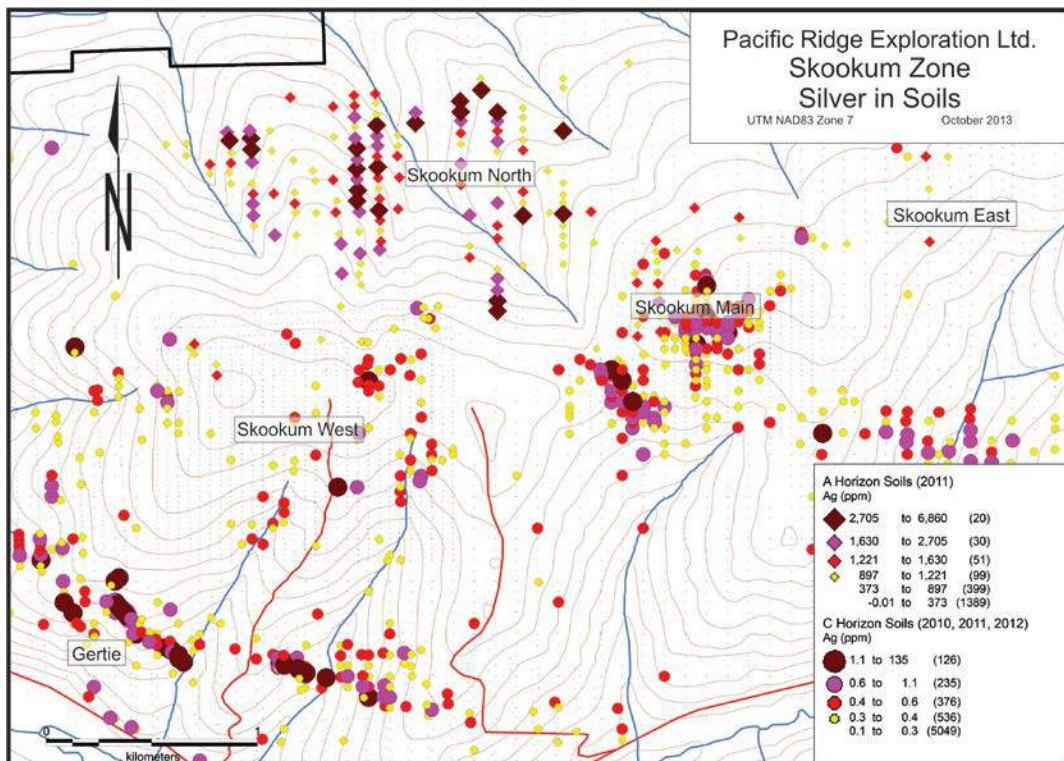 Pacific Ridge Exploration Ltd.
Skookum Zone
Silver in Soils
UTM NAD83 Zone 7 October 2013
N
Skookum North
Skookum East
Skookum Main
Skookum West
Gertie
A Horizon Soils (2011)
Ag (ppm)
2,705 to 6,860 (20)
1,630 to 2,705 (30)
1,221 to 1,630 (51)
897 to 1,221 (99)
373 to 897 (399)
-0.01 to 373 (1389)
C Horizon Soils (2010, 2011, 2012)
Ag (ppm)
1.1 to 135 (126)
0.6 to 1.1 (235)
0.4 to 0.6 (376)
0.3 to 0.4 (536)
0.1 to 0.3 (5049)
0 1
kilometers